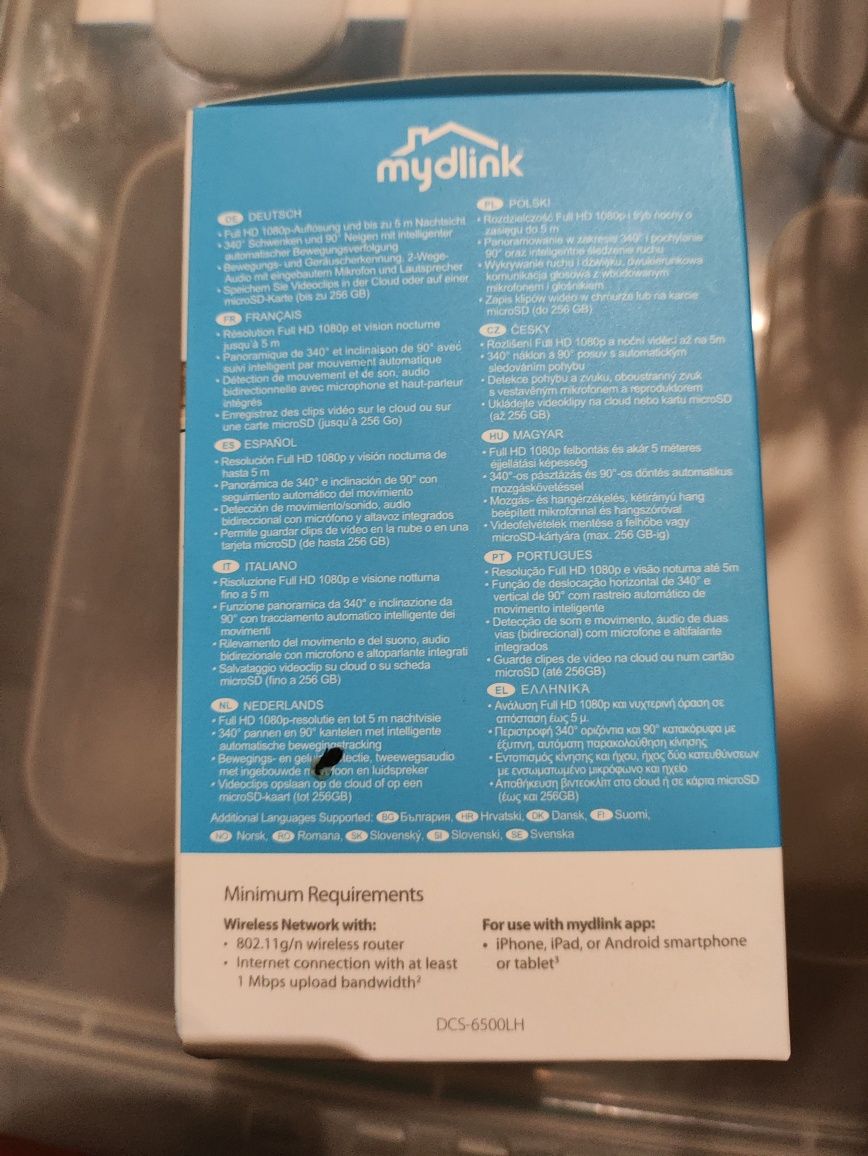 mydlink
DE DEUTSCH
• Full HD 1080p-Auflösung und bis zu 5 m Nachtsicht
• 340° Schwenken und 90° Neigen mit intelligenter
automatischer Bewegungsverfolgung
• Bewegungs- und Geräuscherkennung, 2-Wege-
Audio mit eingebautem Mikrofon und Lautsprecher
• Speichern Sie Videoclips in der Cloud oder auf einer
microSD-Karte (bis zu 256 GB)
FR FRANÇAIS
• Résolution Full HD 1080p et vision nocturne
jusqu'à 5 m
• Panoramique de 340° et inclinaison de 90° avec
suivi intelligent par mouvement automatique
• Détection de mouvement et de son, audio
bidirectionnelle avec microphone et haut-parleur
intégrés
• Enregistrez des clips vidéo sur le cloud ou sur
une carte microSD (jusqu'à 256 Go)
ES ESPAÑOL
• Resolución Full HD 1080p y visión nocturna de
hasta 5 m
• Panorámica de 340° e inclinación de 90° con
seguimiento automático del movimiento
• Detección de movimiento/sonido, audio
bidireccional con micrófono y altavoz integrados
• Permite guardar clips de vídeo en la nube o en una
tarjeta microSD (de hasta 256 GB)
IT ITALIANO
• Risoluzione Full HD 1080p e visione notturna
fino a 5 m
• Funzione panoramica da 340° e inclinazione da
90° con tracciamento automatico intelligente dei
movimenti
• Rilevamento del movimento e del suono, audio
bidirezionale con microfono e altoparlante integrati
• Salvataggio videoclip su cloud o su scheda
microSD (fino a 256 GB)
NL NEDERLANDS
• Full HD 1080p-resolutie en tot 5 m nachtvisie
• 340° pannen en 90° kantelen met intelligente
automatische bewegingstracking
• Bewegings- en tweewegsaudio
met ingebouwde en luidspreker
• Videoclips opslaan op de cloud of op een
microSD-kaart (tot 256GB)
PL POLSKI
• Rozdzielczość Full HD 1080p i tryb nocny o
zasięgu do 5 m
• Panoramowanie w zakresie 340° i pochylanie
90° oraz inteligentne śledzenie ruchu
• Wykrywanie ruchu i dźwięku, dwukierunkowa
komunikacja głosowa z wbudowanym
mikrofonem i głośnikiem
• Zapis klipów wideo w chmurze lub na karcie
microSD (do 256 GB)
CZ ČESKY
• Rozlišení Full HD 1080p a noční vidění až na 5m
• 340° náklon a 90° posuv s automatickým
sledováním pohybu
• Detekce pohybu a zvuku, oboustranný zvuk
s vestavěným mikrofonem a reproduktorem
• Ukládejte videoklipy na cloud nebo kartu microSD
(až 256 GB)
HU MAGYAR
• Full HD 1080p felbontás és akár 5 méteres
éjjellátási képesség
• 340°-os pásztázás és 90°-os döntés automatikus
mozgáskövetéssel
• Mozgás- és hangérzékelés, kétirányú hang
beépített mikrofonnal és hangszóróval
• Videofelvételek mentése a felhőbe vagy
microSD-kártyára (max. 256 GB-ig)
PT PORTUGUES
• Resolução Full HD 1080p e visão noturna até 5m
• Função de deslocação horizontal de 340° e
vertical de 90° com rastreio automático de
movimento inteligente
• Detecção de som e movimento, áudio de duas
vias (bidirecional) com microfone e altifalante
integrados
• Guarde clipes de vídeo na cloud ou num cartão
microSD (até 256GB)
EL ΕΛΛΗΝΙΚΆ
• Ανάλυση Full HD 1080p και νυχτερινή όραση σε
απόσταση έως 5 μ.
• Περιστροφή 340° οριζόντια και 90° κατακόρυφα με
έξυπνη, αυτόματη παρακολούθηση κίνησης
• Εντοπισμός κίνησης και ήχου, ήχος δύο κατευθύνσεων
με ενσωματωμένο μικρόφωνο και ηχείο
• Αποθήκευση βιντεοκλίπ στο cloud ή σε κάρτα microSD
(έως και 256GB)
Additional Languages Supported: BG България, HR Hrvatski, DK Dansk, FI Suomi,
NO Norsk, RO Romana, SK Slovenský, SI Slovenski, SE Svenska
Minimum Requirements
Wireless Network with:
• 802.11g/n wireless router
• Internet connection with at least
1 Mbps upload bandwidth²
For use with mydlink app:
• iPhone, iPad, or Android smartphone
or tablet³
DCS-6500LH